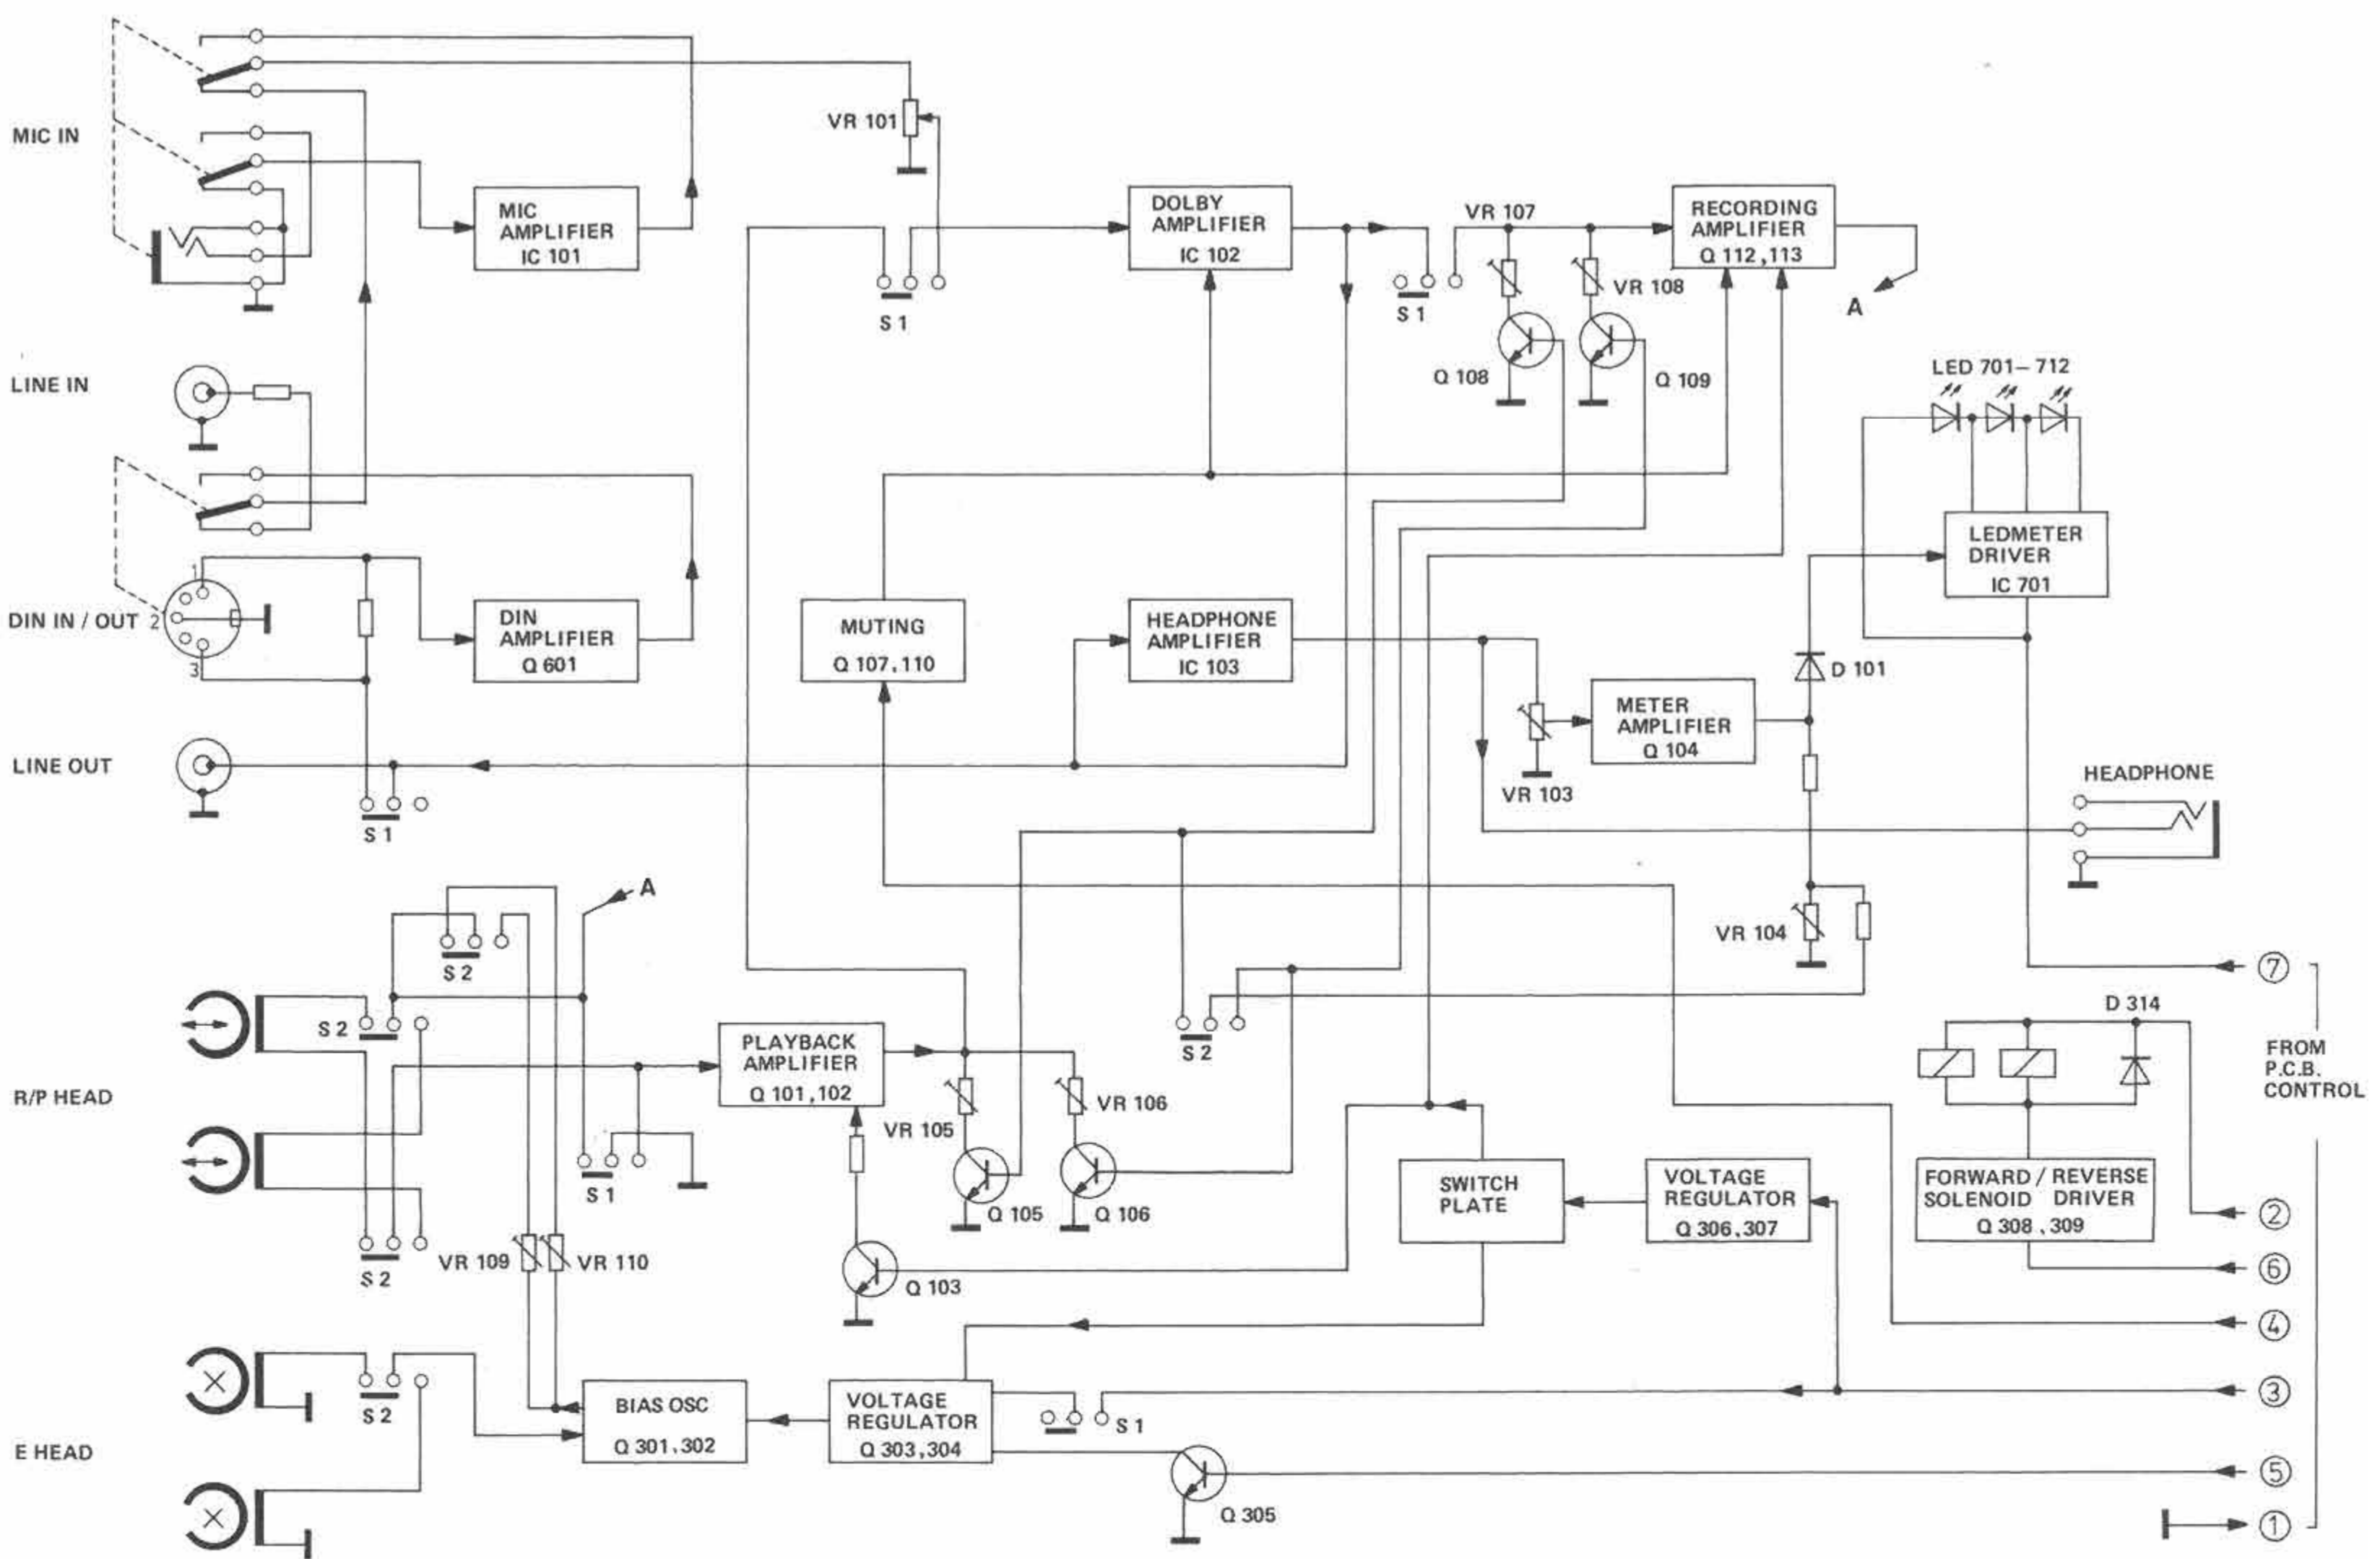 MIC IN
MIC
AMPLIFIER
IC 101
VR 101
S 1
DOLBY
AMPLIFIER
IC 102
S 1
VR 107
VR 108
Q 108
Q 109
RECORDING
AMPLIFIER
Q 112,113
A
LED 701–712
LINE IN
LEDMETER
DRIVER
IC 701
DIN IN / OUT
1
2
3
DIN
AMPLIFIER
Q 601
MUTING
Q 107,110
HEADPHONE
AMPLIFIER
IC 103
D 101
METER
AMPLIFIER
Q 104
VR 103
LINE OUT
S 1
HEADPHONE
A
S 2
VR 104
7
S 2
S 2
D 314
FROM
P.C.B.
CONTROL
R/P HEAD
PLAYBACK
AMPLIFIER
Q 101,102
VR 105
VR 106
S 1
Q 105
Q 106
SWITCH
PLATE
VOLTAGE
REGULATOR
Q 306,307
FORWARD / REVERSE
SOLENOID DRIVER
Q 308 ,309
2
S 2
VR 109
VR 110
Q 103
6
4
E HEAD
S 2
BIAS OSC
Q 301,302
VOLTAGE
REGULATOR
Q 303,304
S 1
3
5
Q 305
1